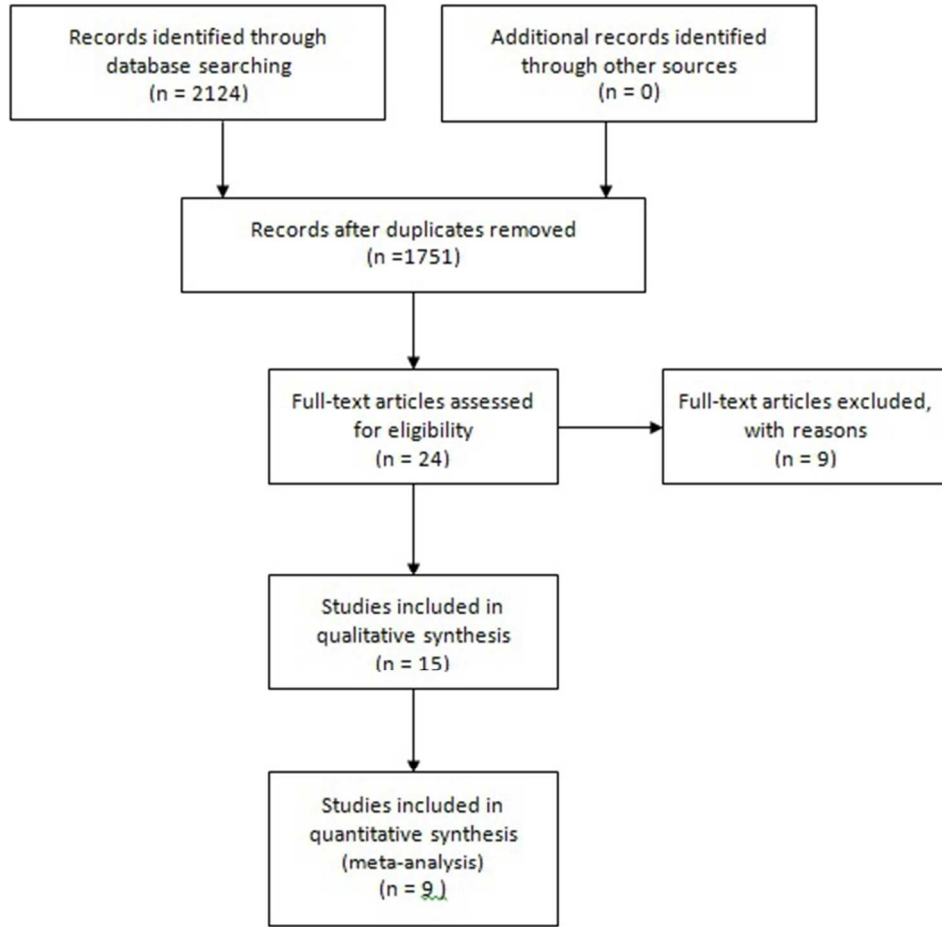 Records identified through
database searching
(n = 2124)
Additional records identified
through other sources
(n = 0)
Records after duplicates removed
(n =1751)
Full-text articles assessed
for eligibility
(n = 24)
Full-text articles excluded,
with reasons
(n = 9)
Studies included in
qualitative synthesis
(n = 15)
Studies included in
quantitative synthesis
(meta-analysis)
(n = 9 )